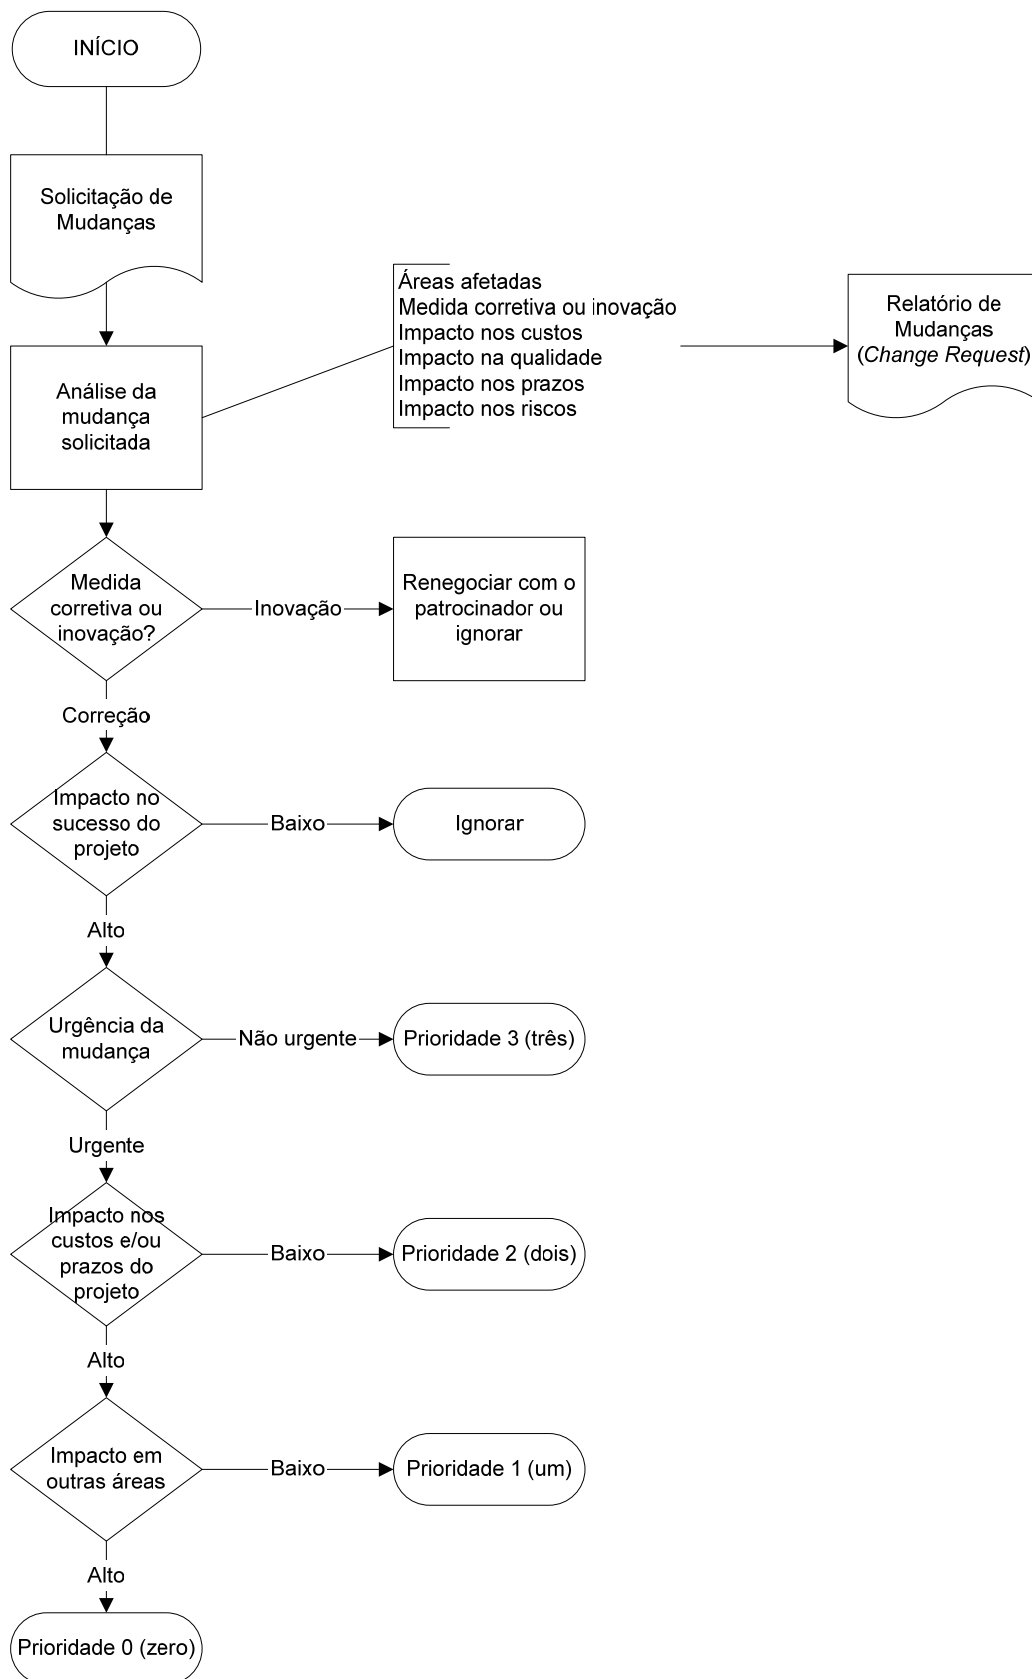 INÍCIO
Solicitação de
Mudanças
Áreas afetadas
Medida corretiva ou inovação
Impacto nos custos
Impacto na qualidade
Impacto nos prazos
Impacto nos riscos
Relatório de
Mudanças
(Change Request)
Análise da
mudança
solicitada
Medida
corretiva ou
inovação?
Inovação
Renegociar com o
patrocinador ou
ignorar
Correção
Impacto no
sucesso do
projeto
Baixo
Ignorar
Alto
Urgência da
mudança
Não urgente
Prioridade 3 (três)
Urgente
Impacto nos
custos e/ou
prazos do
projeto
Baixo
Prioridade 2 (dois)
Alto
Impacto em
outras áreas
Baixo
Prioridade 1 (um)
Alto
Prioridade 0 (zero)